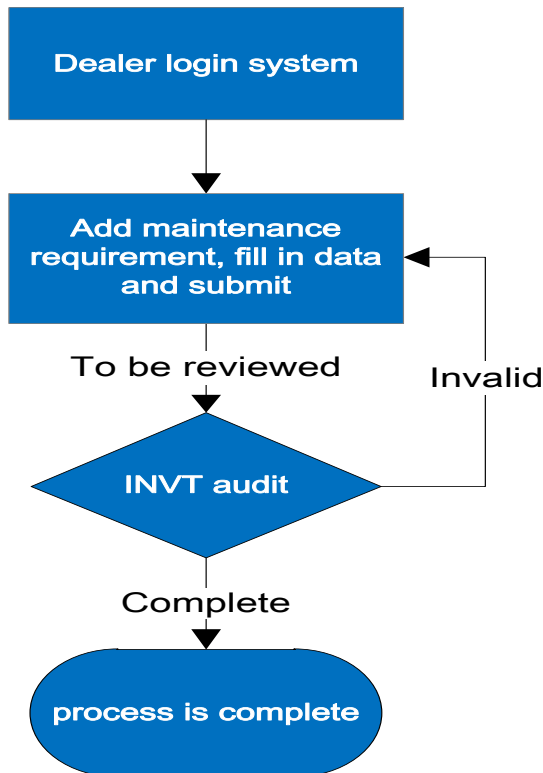 Dealer login system
Add maintenance
requirement, fill in data
and submit
To be reviewed
Invalid
INVT audit
Complete
process is complete